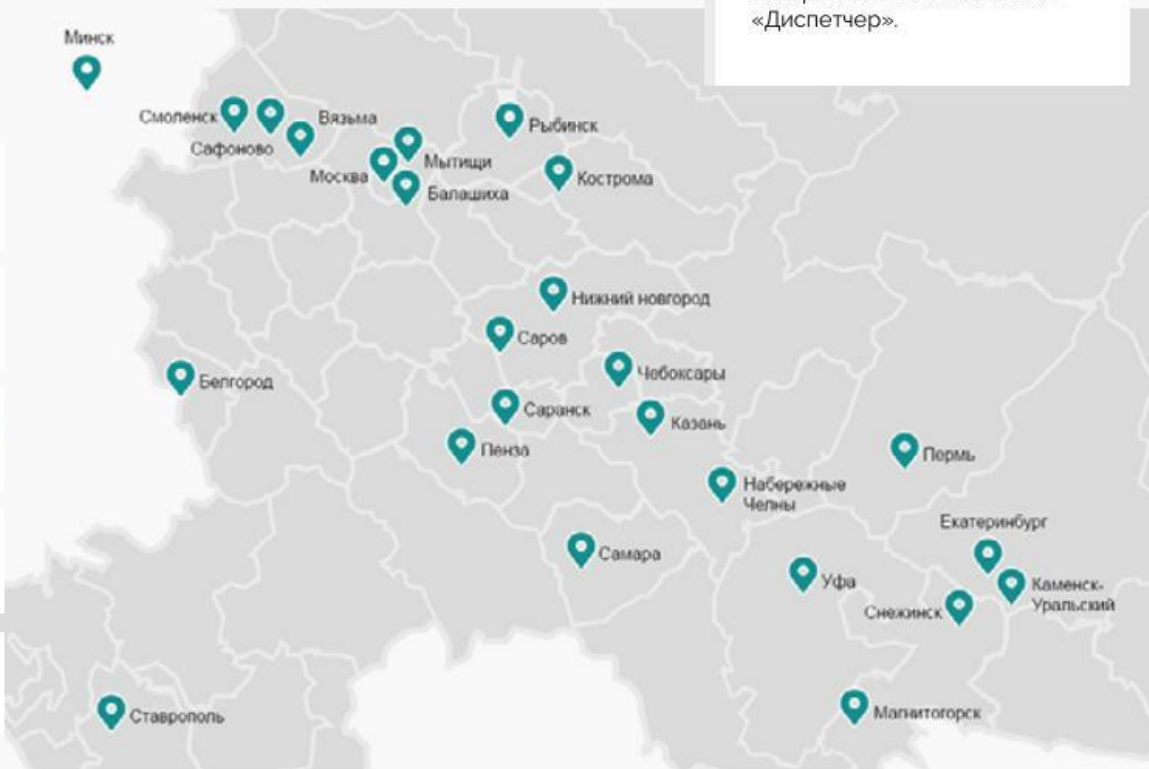 «Диспетчер».
Минск
Смоленск
Вязьма
Сафоново
Рыбинск
Мытищи
Москва
Балашиха
Кострома
Нижний новгород
Саров
Чебоксары
Белгород
Саранск
Казань
Пенза
Пермь
Набережные
Челны
Екатеринбург
Самара
Уфа
Каменск-
Уральский
Снежинск
Ставрополь
Магнитогорск